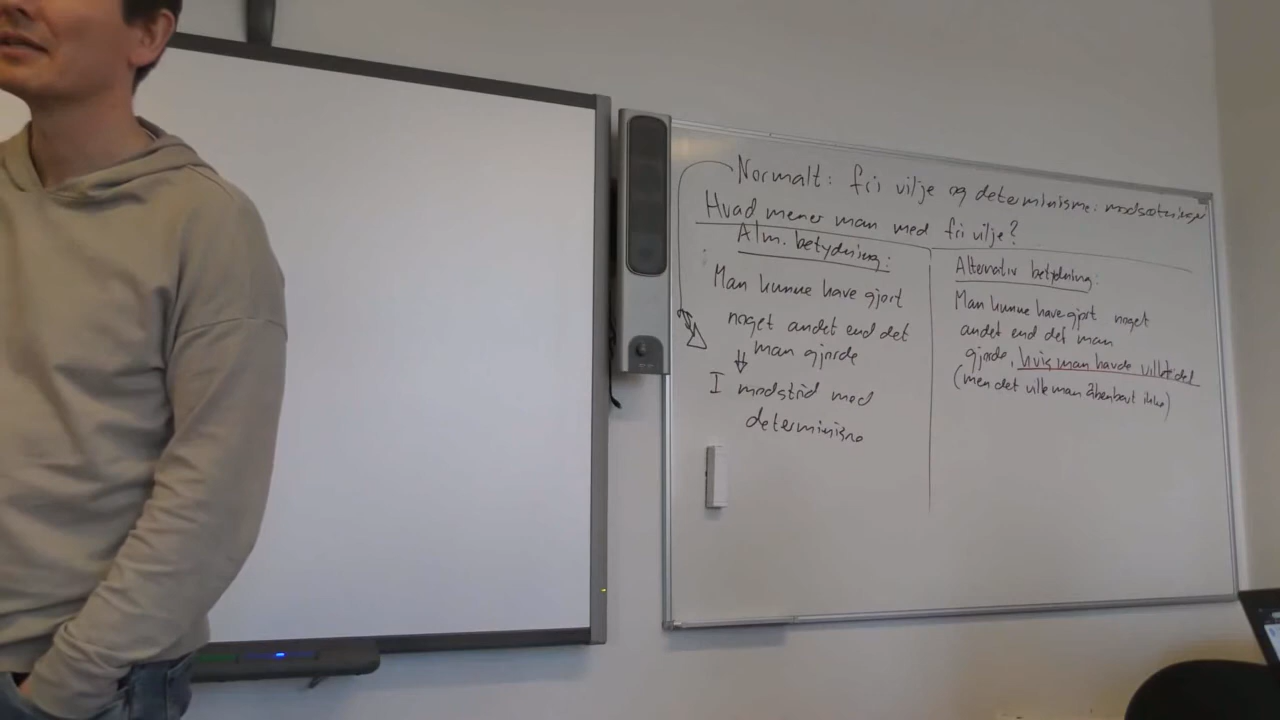 Normalt: fri vilje og determinisme: modsætninger
Hvad mener man med fri vilje?
Alm. betydning:
Man kunne have gjort
noget andet end det
man gjorde
I modstrid med
determinisme
Alternativ betydning:
Man kunne have gjort noget
andet end det man
gjorde, hvis man havde villet det
(men det ville man åbenbart ikke)